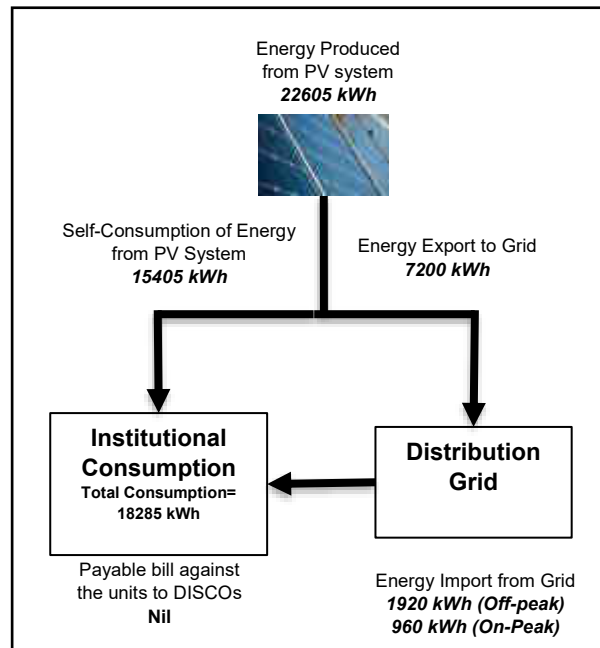 Energy Produced
from PV system
22605 kWh
Self-Consumption of Energy
from PV System
15405 kWh
Energy Export to Grid
7200 kWh
Institutional
Consumption
Total Consumption=
18285 kWh
Distribution
Grid
Payable bill against
the units to DISCOs
Nil
Energy Import from Grid
1920 kWh (Off-peak)
960 kWh (On-Peak)